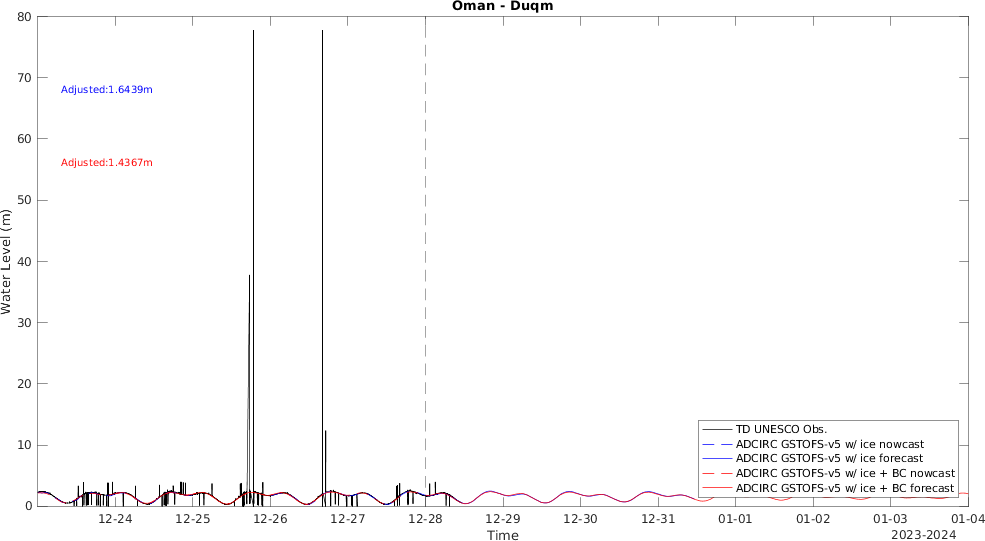 Oman - Duqm
80
70
60
50
40
30
20
10
0
Water Level (m)
Adjusted:1.6439m
Adjusted:1.4367m
TD UNESCO Obs.
ADCIRC GSTOFS-v5 w/ ice nowcast
ADCIRC GSTOFS-v5 w/ ice forecast
ADCIRC GSTOFS-v5 w/ ice + BC nowcast
ADCIRC GSTOFS-v5 w/ ice + BC forecast
12-24 12-25 12-26 12-27 12-28 12-29 12-30 12-31 01-01 01-02 01-03 01-04
Time
2023-2024